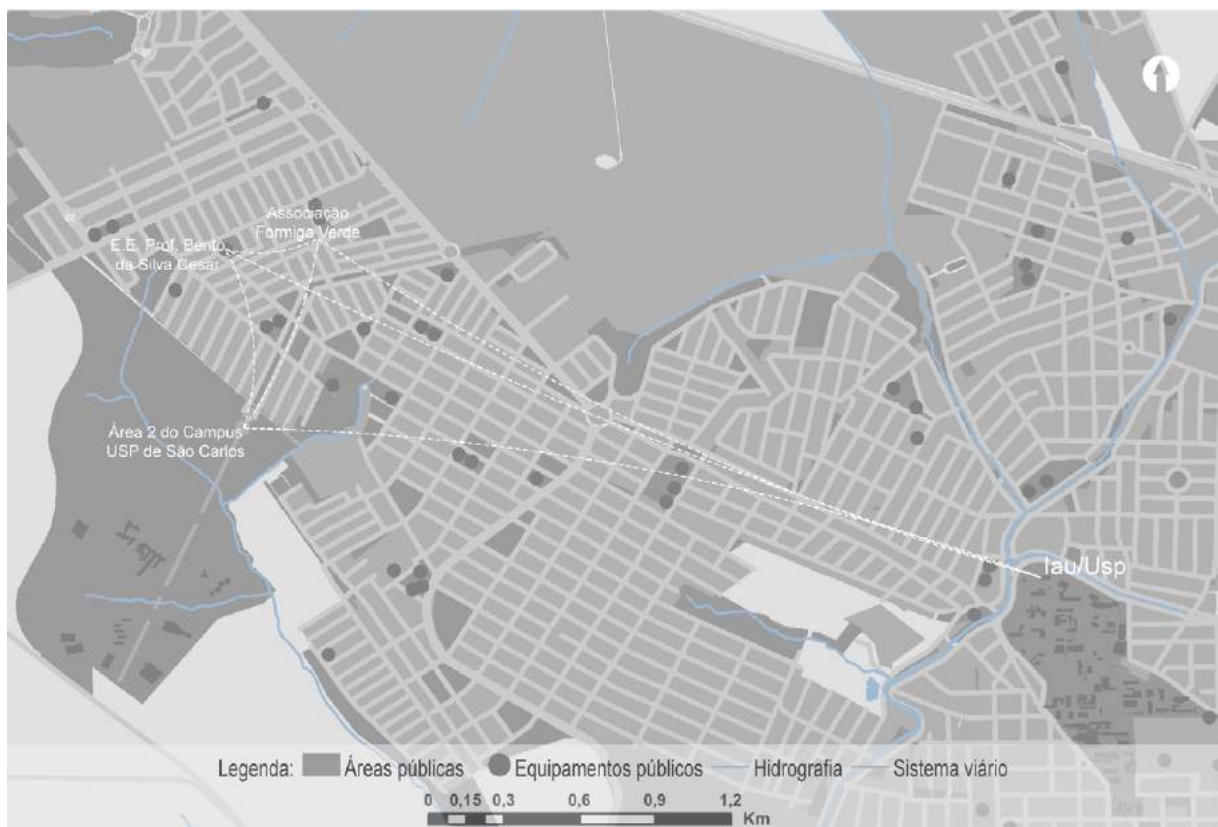 Associação
Formiga Verde
E.E. Prof. Bento
da Silva Cesar
Área 2 do Campus
USP de São Carlos
Iau/Usp
Legenda: Áreas públicas Equipamentos públicos Hidrografia Sistema viário
0 0,15 0,3 0,6 0,9 1,2
Km